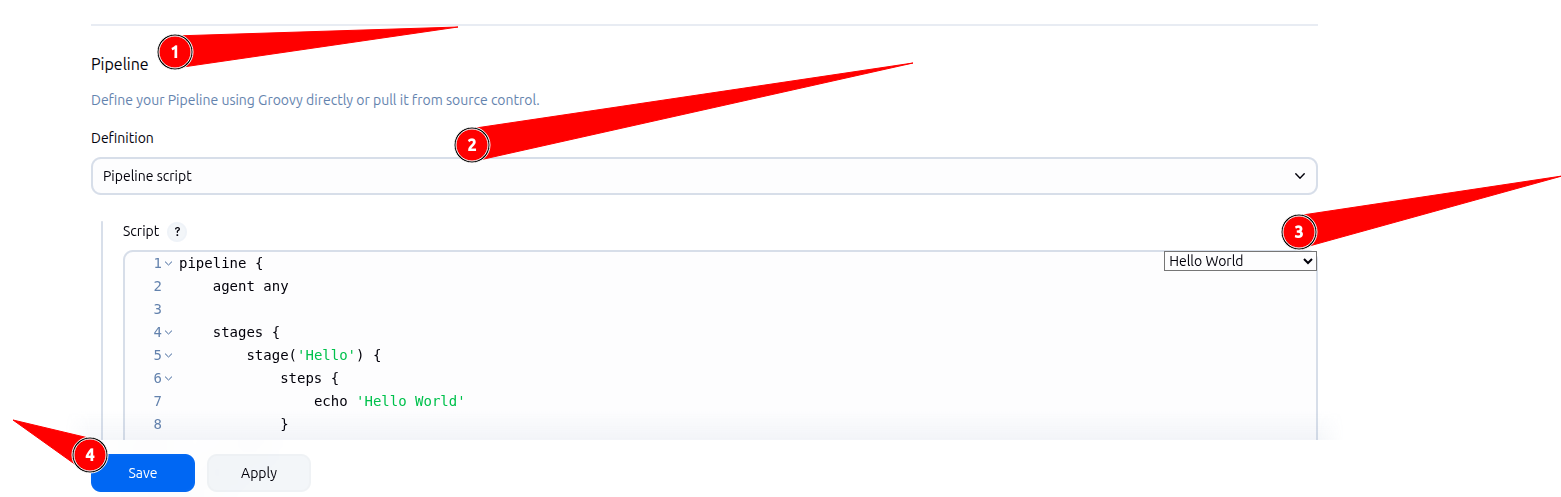 1
Pipeline
Define your Pipeline using Groovy directly or pull it from source control.
Definition
2
Pipeline script
Script ?
3
Hello World
1 pipeline {
2     agent any
3
4     stages {
5         stage('Hello') {
6             steps {
7                 echo 'Hello World'
8             }
4
Save
Apply